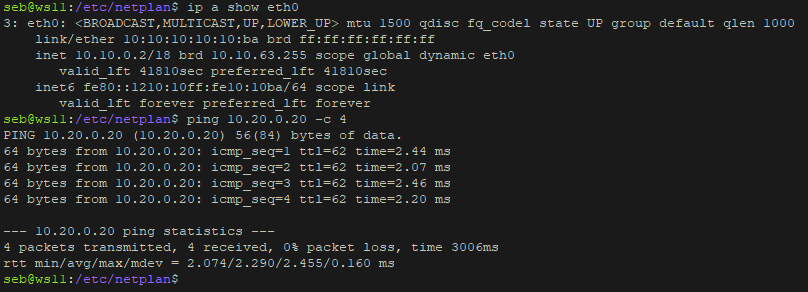 seb@ws11:/etc/netplan$ ip a show eth0
3: eth0: <BROADCAST,MULTICAST,UP,LOWER_UP> mtu 1500 qdisc fq_codel state UP group default qlen 1000
    link/ether 10:10:10:10:10:ba brd ff:ff:ff:ff:ff:ff
    inet 10.10.0.2/18 brd 10.10.63.255 scope global dynamic eth0
       valid_lft 41810sec preferred_lft 41810sec
    inet6 fe80::1210:10ff:fe10:10ba/64 scope link
       valid_lft forever preferred_lft forever
seb@ws11:/etc/netplan$ ping 10.20.0.20 -c 4
PING 10.20.0.20 (10.20.0.20) 56(84) bytes of data.
64 bytes from 10.20.0.20: icmp_seq=1 ttl=62 time=2.44 ms
64 bytes from 10.20.0.20: icmp_seq=2 ttl=62 time=2.07 ms
64 bytes from 10.20.0.20: icmp_seq=3 ttl=62 time=2.46 ms
64 bytes from 10.20.0.20: icmp_seq=4 ttl=62 time=2.20 ms

--- 10.20.0.20 ping statistics ---
4 packets transmitted, 4 received, 0% packet loss, time 3006ms
rtt min/avg/max/mdev = 2.074/2.290/2.455/0.160 ms
seb@ws11:/etc/netplan$